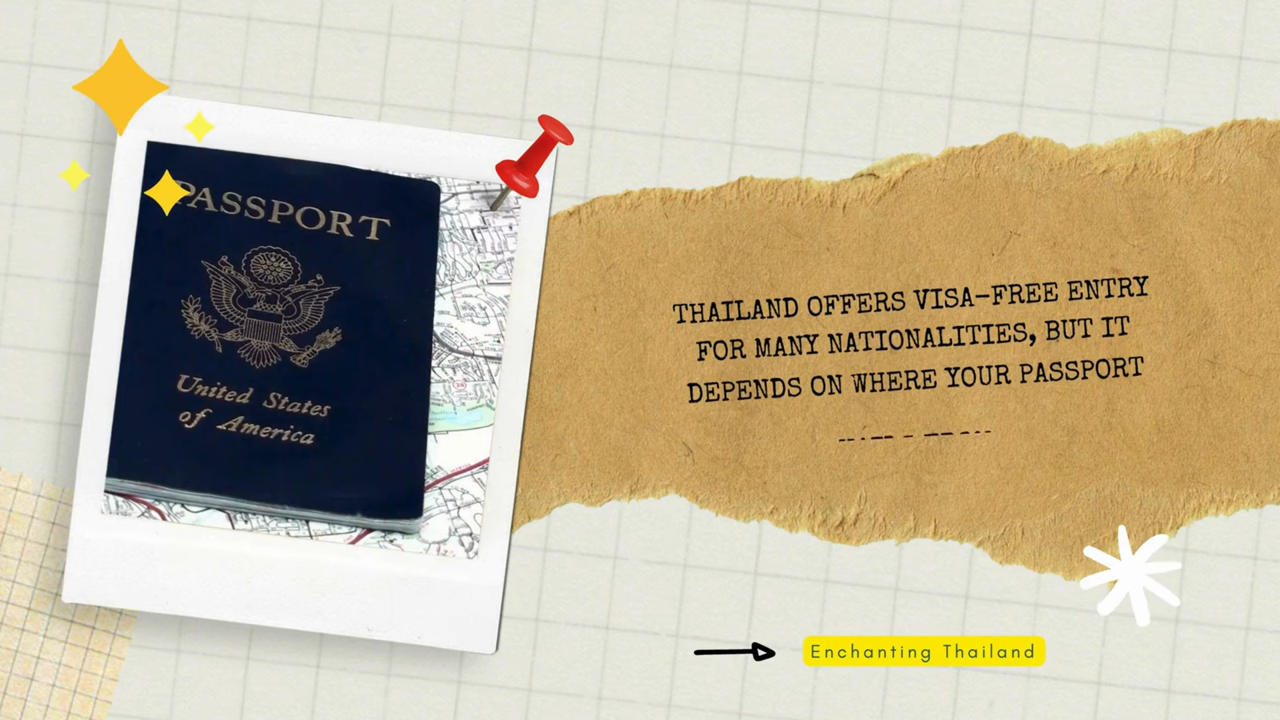 PASSPORT
United States
of America
THAILAND OFFERS VISA-FREE ENTRY
FOR MANY NATIONALITIES, BUT IT
DEPENDS ON WHERE YOUR PASSPORT
Enchanting Thailand